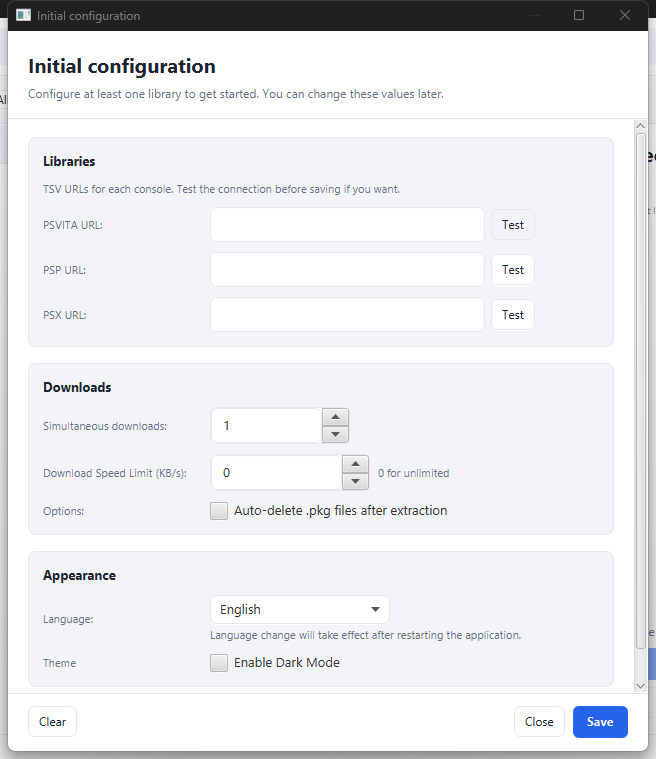 Initial configuration
Initial configuration
Configure at least one library to get started. You can change these values later.
Libraries
TSV URLs for each console. Test the connection before saving if you want.
PSVITA URL:
Test
PSP URL:
Test
PSX URL:
Test
Downloads
Simultaneous downloads:
1
Download Speed Limit (KB/s):
0
0 for unlimited
Options:
Auto-delete .pkg files after extraction
Appearance
Language:
English
Language change will take effect after restarting the application.
Theme
Enable Dark Mode
Clear
Close
Save